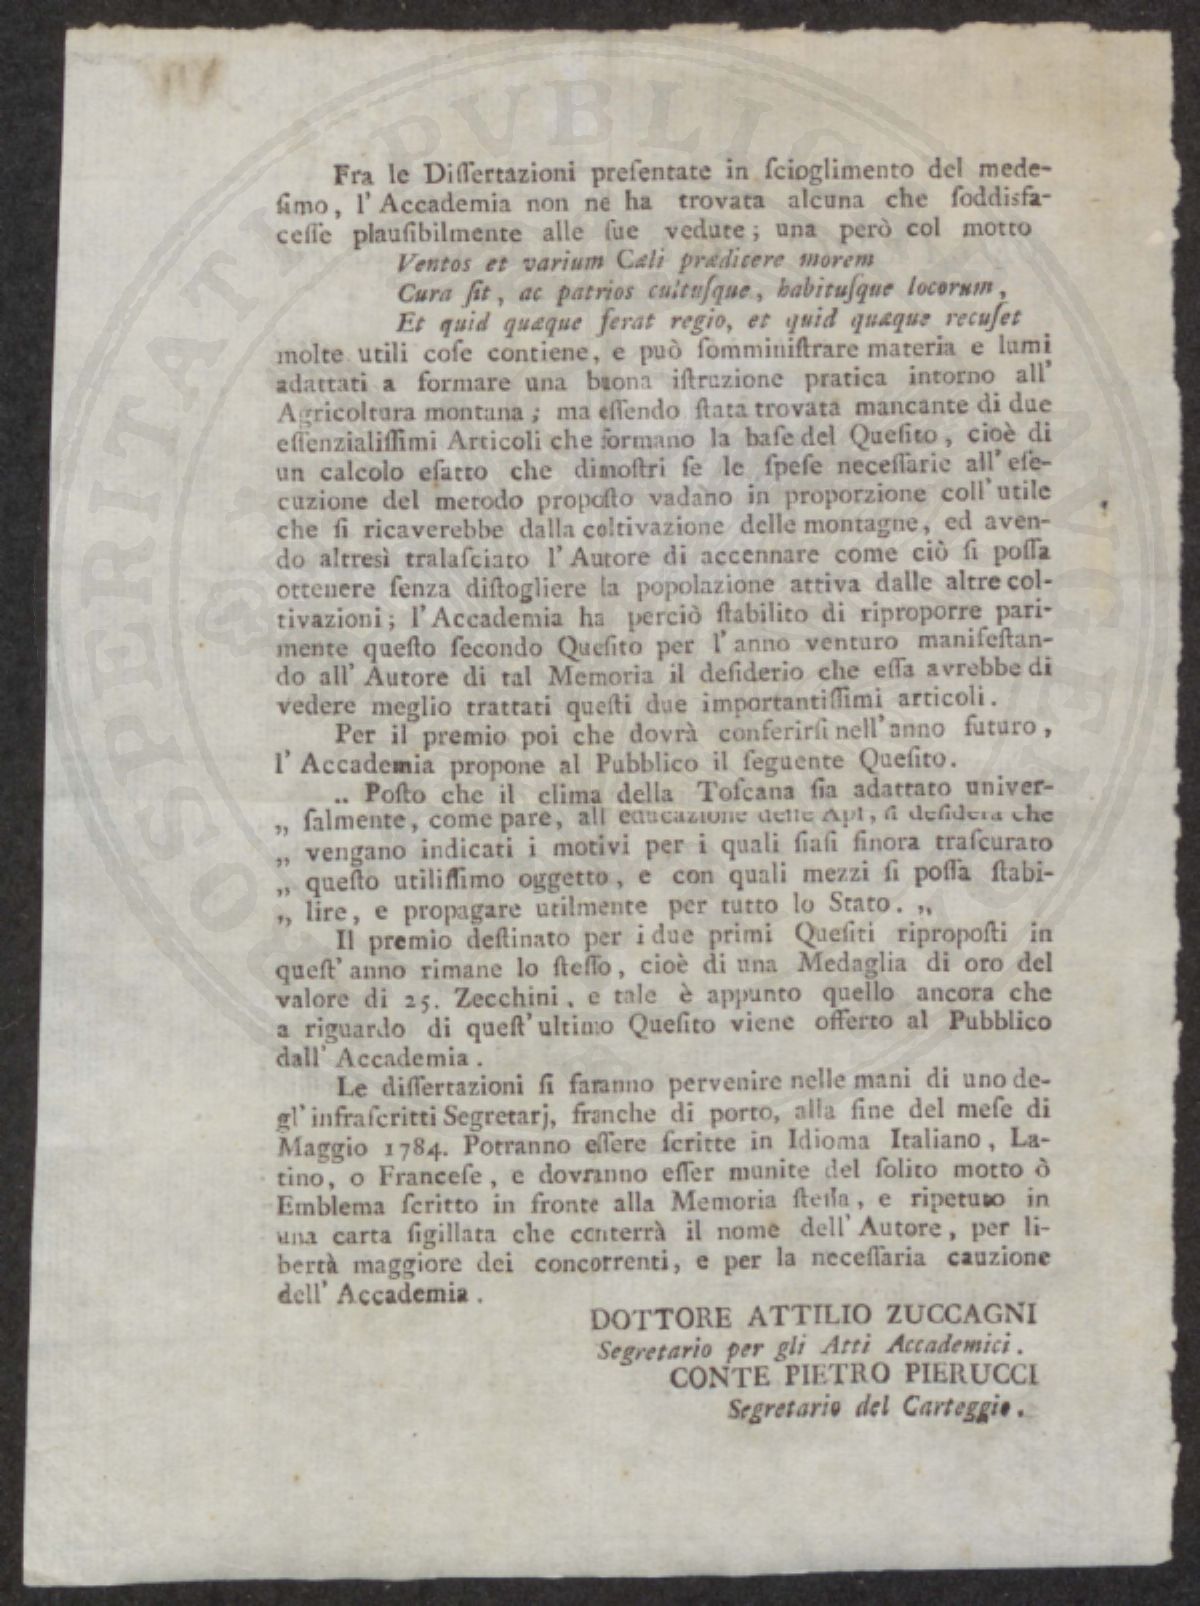 PROSPERITATI PUBLICAE AUGENDAE
Fra le Diſſertazioni preſentate in ſcioglimento del mede-
ſimo, l' Accademia non ne ha trovata alcuna che ſoddisfa-
ceſſe plauſibilmente alle ſue vedute; una però col motto
Ventos et varium Cæli prædicere morem
Cura ſit, ac patrios cultuſque, habituſque locorum,
Et quid quæque ferat regio, et quid quæque recuſet
molte utili coſe contiene, e può ſomminiſtrare materia e lumi
adattati a formare una buona iſtruzione pratica intorno all'
Agricoltura montana; ma eſſendo ſtata trovata mancante di due
eſſenzialiſſimi Articoli che formano la baſe del Queſito, cioè di
un calcolo eſatto che dimoſtri ſe le ſpeſe neceſſarie all' eſe-
cuzione del metodo propoſto vadano in proporzione coll' utile
che ſi ricaverebbe dalla coltivazione delle montagne, ed aven-
do altresì tralaſciato l' Autore di accennare come ciò ſi poſſa
ottenere ſenza diſtogliere la popolazione attiva dalle altre col-
tivazioni; l' Accademia ha perciò ſtabilito di riproporre pari-
mente queſto ſecondo Queſito per l' anno venturo manifeſtan-
do all' Autore di tal Memoria il deſiderio che eſſa avrebbe di
vedere meglio trattati queſti due importantiſſimi articoli.
Per il premio poi che dovrà conferirſi nell' anno futuro,
l' Accademia propone al Pubblico il ſeguente Queſito.
„ Poſto che il clima della Toſcana ſia adattato univer-
„ ſalmente, come pare, all educazione delle Api, ſi deſidera che
„ vengano indicati i motivi per i quali ſiaſi finora traſcurato
„ queſto utiliſſimo oggetto, e con quali mezzi ſi poſſa ſtabi-
„ lire, e propagare utilmente per tutto lo Stato. „
Il premio deſtinato per i due primi Queſiti ripropoſti in
queſt' anno rimane lo ſteſſo, cioè di una Medaglia di oro del
valore di 25. Zecchini, e tale è appunto quello ancora che
a riguardo di queſt' ultimo Queſito viene offerto al Pubblico
dall' Accademia.
Le diſſertazioni ſi faranno pervenire nelle mani di uno de-
gl' infraſcritti Segretarj, franche di porto, alla fine del meſe di
Maggio 1784. Potranno eſſere ſcritte in Idioma Italiano, La-
tino, o Franceſe, e dovranno eſſer munite del ſolito motto ò
Emblema ſcritto in fronte alla Memoria ſteſſa, e ripetuto in
una carta ſigillata che conterrà il nome dell' Autore, per li-
bertà maggiore dei concorrenti, e per la neceſſaria cauzione
dell' Accademia.
DOTTORE ATTILIO ZUCCAGNI
Segretario per gli Atti Accademici.
CONTE PIETRO PIERUCCI
Segretario del Carteggio.